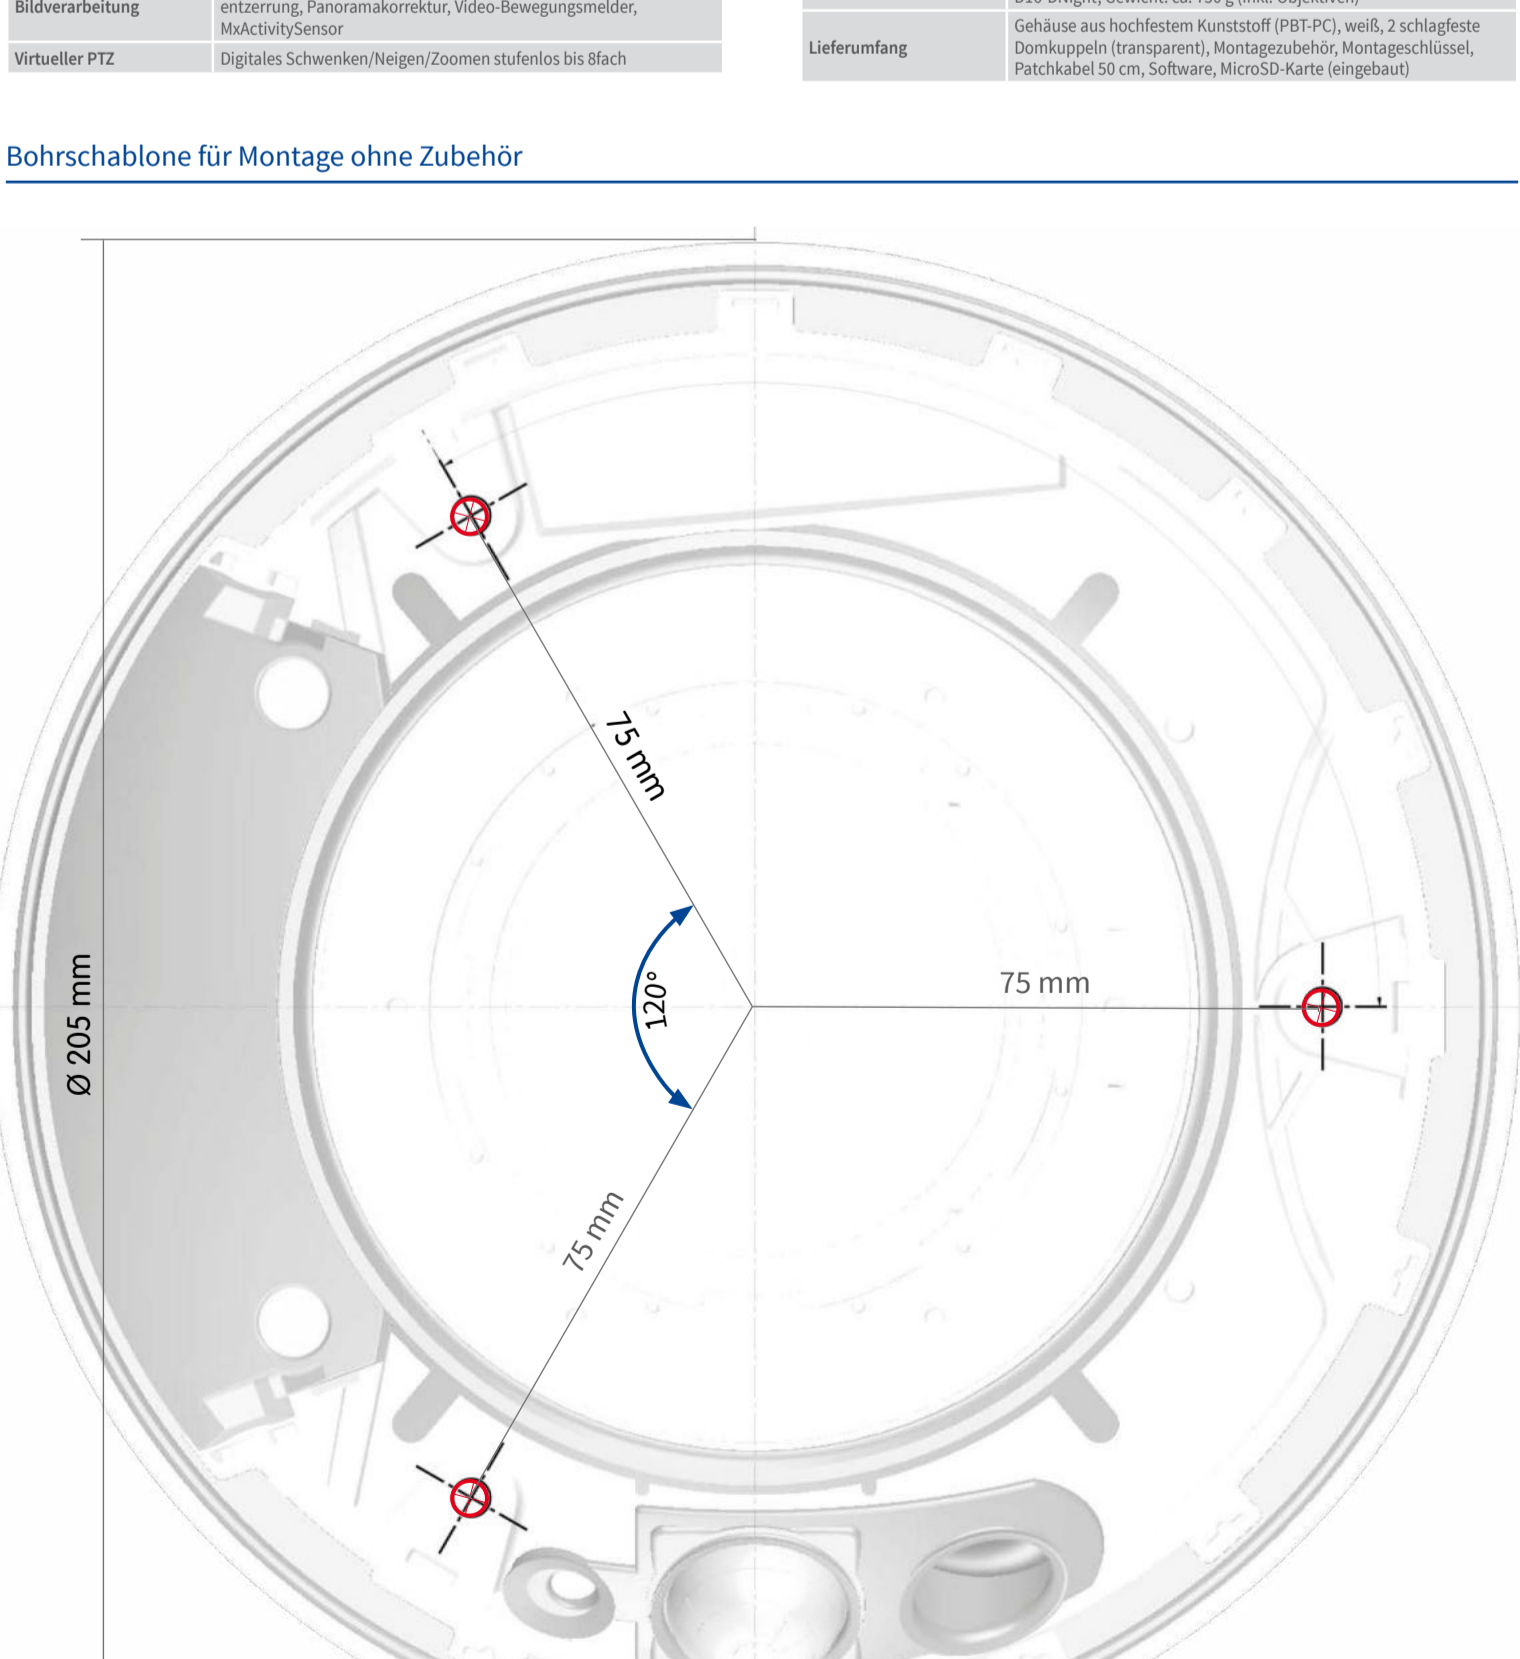 Bildverarbeitung
entzerrung, Panoramakorrektur, Video-Bewegungsmelder,
MxActivitySensor
Virtueller PTZ
Digitales Schwenken/Neigen/Zoomen stufenlos bis 8fach
Lieferumfang
Gehäuse aus hochfestem Kunststoff (PBT-PC), weiß, 2 schlagfeste
Domkuppeln (transparent), Montagezubehör, Montageschlüssel,
Patchkabel 50 cm, Software, MicroSD-Karte (eingebaut)
Bohrschablone für Montage ohne Zubehör
75 mm
75 mm
120°
Ø 205 mm
75 mm